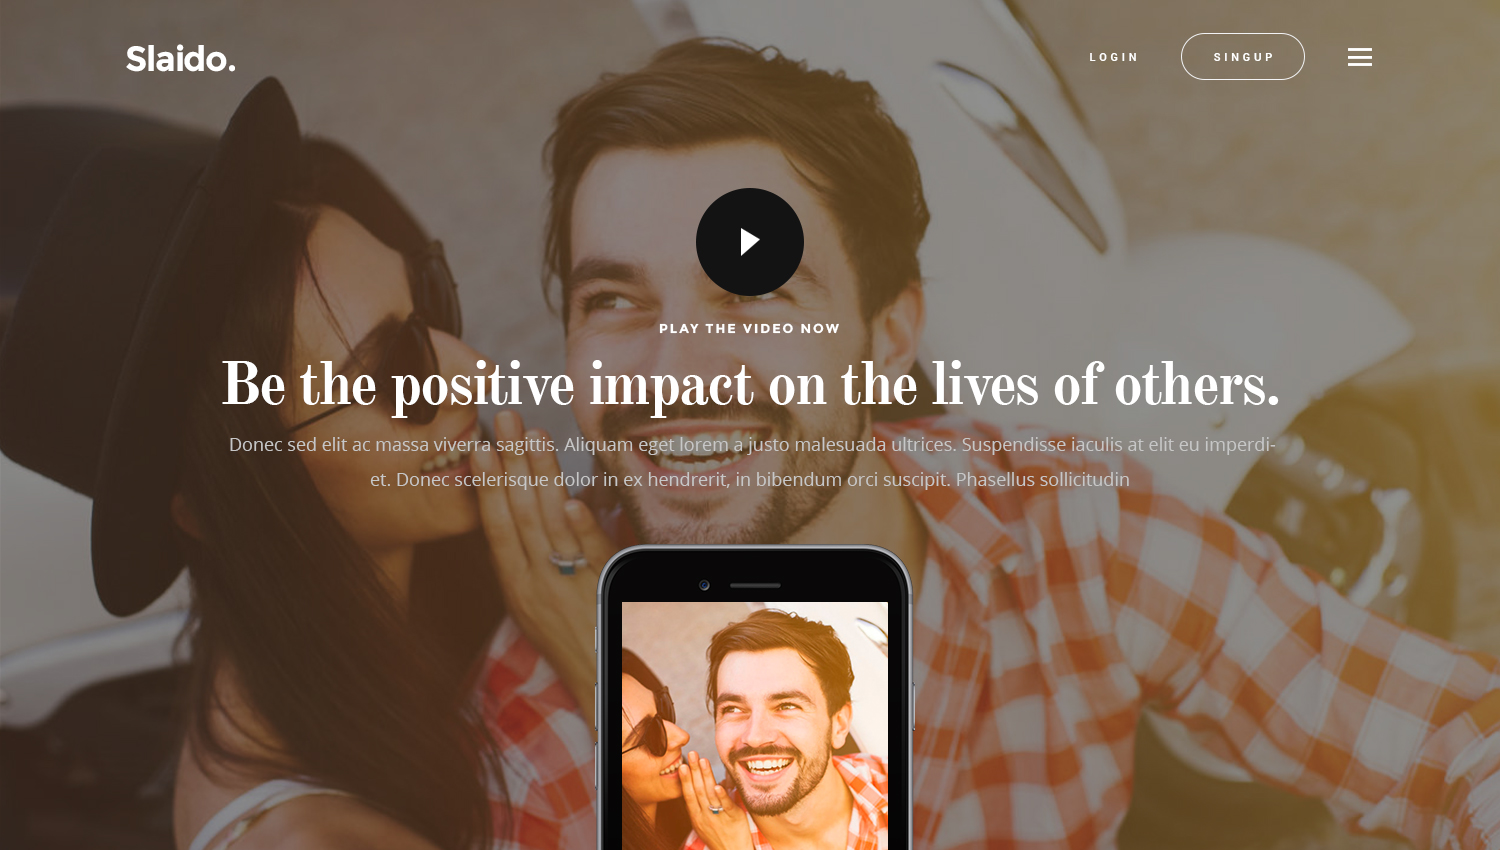 Slaido.
LOGIN
SINGUP
PLAY THE VIDEO NOW
Be the positive impact on the lives of others.
Donec sed elit ac massa viverra sagittis. Aliquam eget lorem a justo malesuada ultrices. Suspendisse iaculis at elit eu imperdi-
et. Donec scelerisque dolor in ex hendrerit, in bibendum orci suscipit. Phasellus sollicitudin